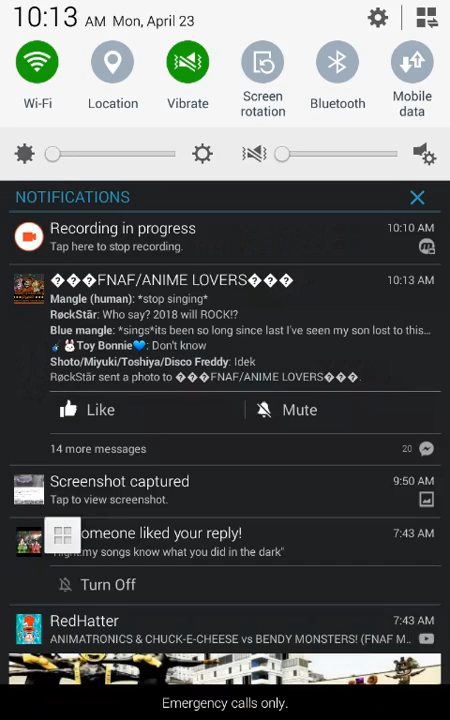 10:13 AM Mon, April 23
Wi-Fi
Location
Vibrate
Screen
rotation
Bluetooth
Mobile
data
NOTIFICATIONS
Recording in progress 10:10 AM
Tap here to stop recording.
���FNAF/ANIME LOVERS��� 10:13 AM
Mangle (human): *stop singing*
RøckStär: Who say? 2018 will ROCK!?
Blue mangle: *sings*its been so long since last I've seen my son lost to this...
🎸🐰Toy Bonnie💙: Don't know
Shoto/Miyuki/Toshiya/Disco Freddy: Idek
RøckStär sent a photo to ���FNAF/ANIME LOVERS���.
Like
Mute
14 more messages 20
Screenshot captured 9:50 AM
Tap to view screenshot.
omeone liked your reply! 7:43 AM
my songs know what you did in the dark"
Turn Off
RedHatter 7:43 AM
ANIMATRONICS & CHUCK-E-CHEESE vs BENDY MONSTERS! (FNAF M..
Emergency calls only.